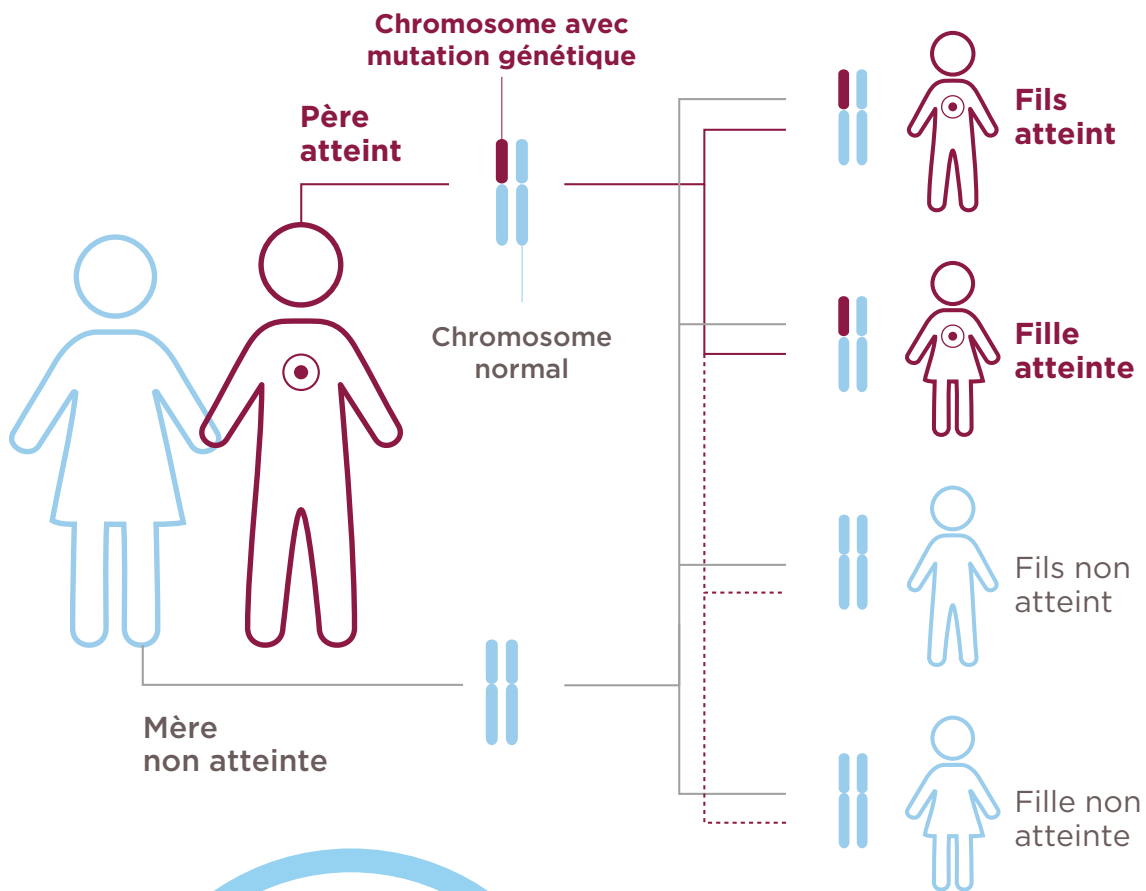 Chromosome avec
mutation génétique
Père
atteint
Chromosome
normal
Mère
non atteinte
Fils
atteint
Fille
atteinte
Fils non
atteint
Fille non
atteinte